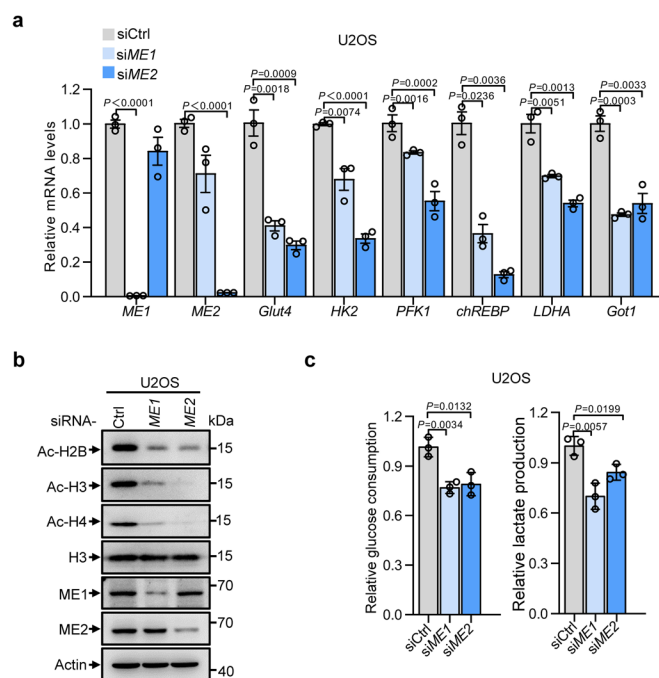 a
U2OS
siCtrl
siME1
siME2
P<0.0001
P<0.0001
P=0.0009
P=0.0018
P<0.0001
P=0.0074
P=0.0002
P=0.0016
P=0.0036
P=0.0236
P=0.0013
P=0.0051
P=0.0033
P=0.0003
Relative mRNA levels
1.2
1.0
0.8
0.6
0.4
0.2
0.0
ME1 ME2 Glut4 HK2 PFK1 chREBP LDHA Got1
b
U2OS
siRNA- Ctrl ME1 ME2 kDa
Ac-H2B 15
Ac-H3 15
Ac-H4 15
H3 15
ME1 70
ME2 70
Actin 40
c
U2OS
Relative glucose consumption
1.2
0.9
0.6
0.3
0.0
P=0.0132
P=0.0034
siCtrl siME1 siME2
Relative lactate production
1.2
0.9
0.6
0.3
0.0
P=0.0199
P=0.0057
siCtrl siME1 siME2